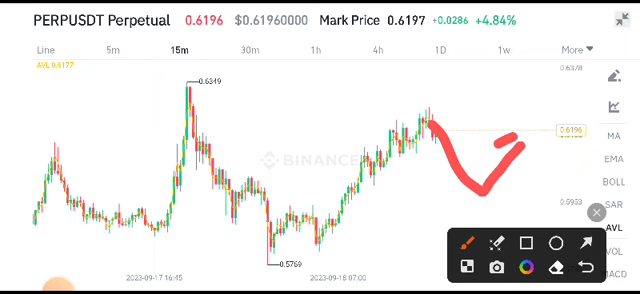 PERPUSDT Perpetual 0.6196 $0.61960000 Mark Price 0.6197 +0.0286 +4.84%
Line 5m 15m 30m 1h 4h 1D 1w More
AVL 0.6177
0.6378
0.6349
0.6196
MA
BINANCE
EMA
BOLL
0.5953
SAR
AVL
VOL
0.5769
2023-09-17 16:45 2023-09-18 07:00